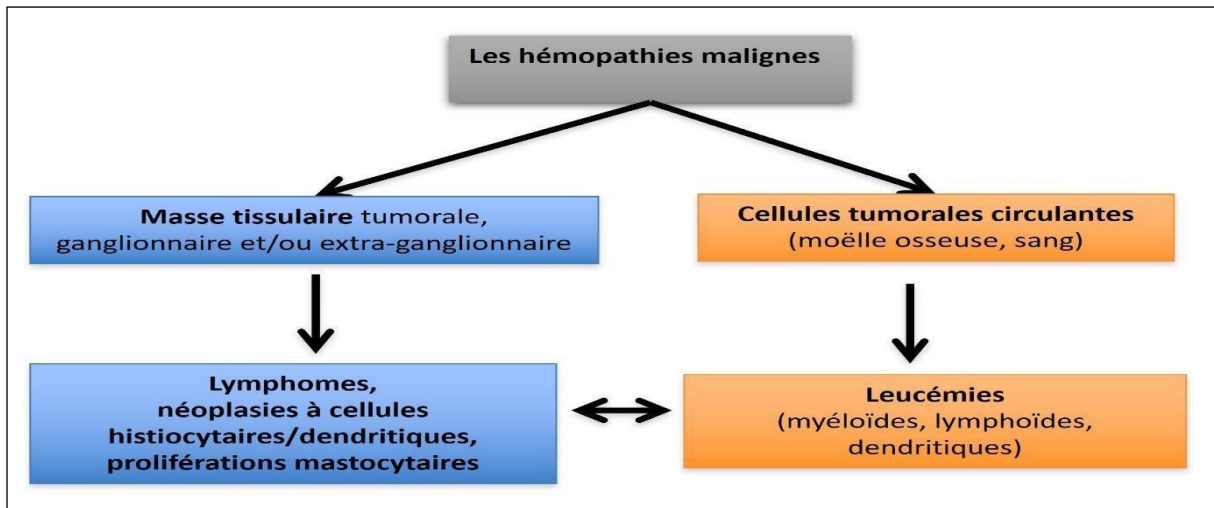 Les hémopathies malignes
Masse tissulaire tumorale,
ganglionnaire et/ou extra-ganglionnaire
Cellules tumorales circulantes
(moëlle osseuse, sang)
Lymphomes,
néoplasies à cellules
histiocytaires/dendritiques,
proliférations mastocytaires
Leucémies
(myéloïdes, lymphoïdes,
dendritiques)